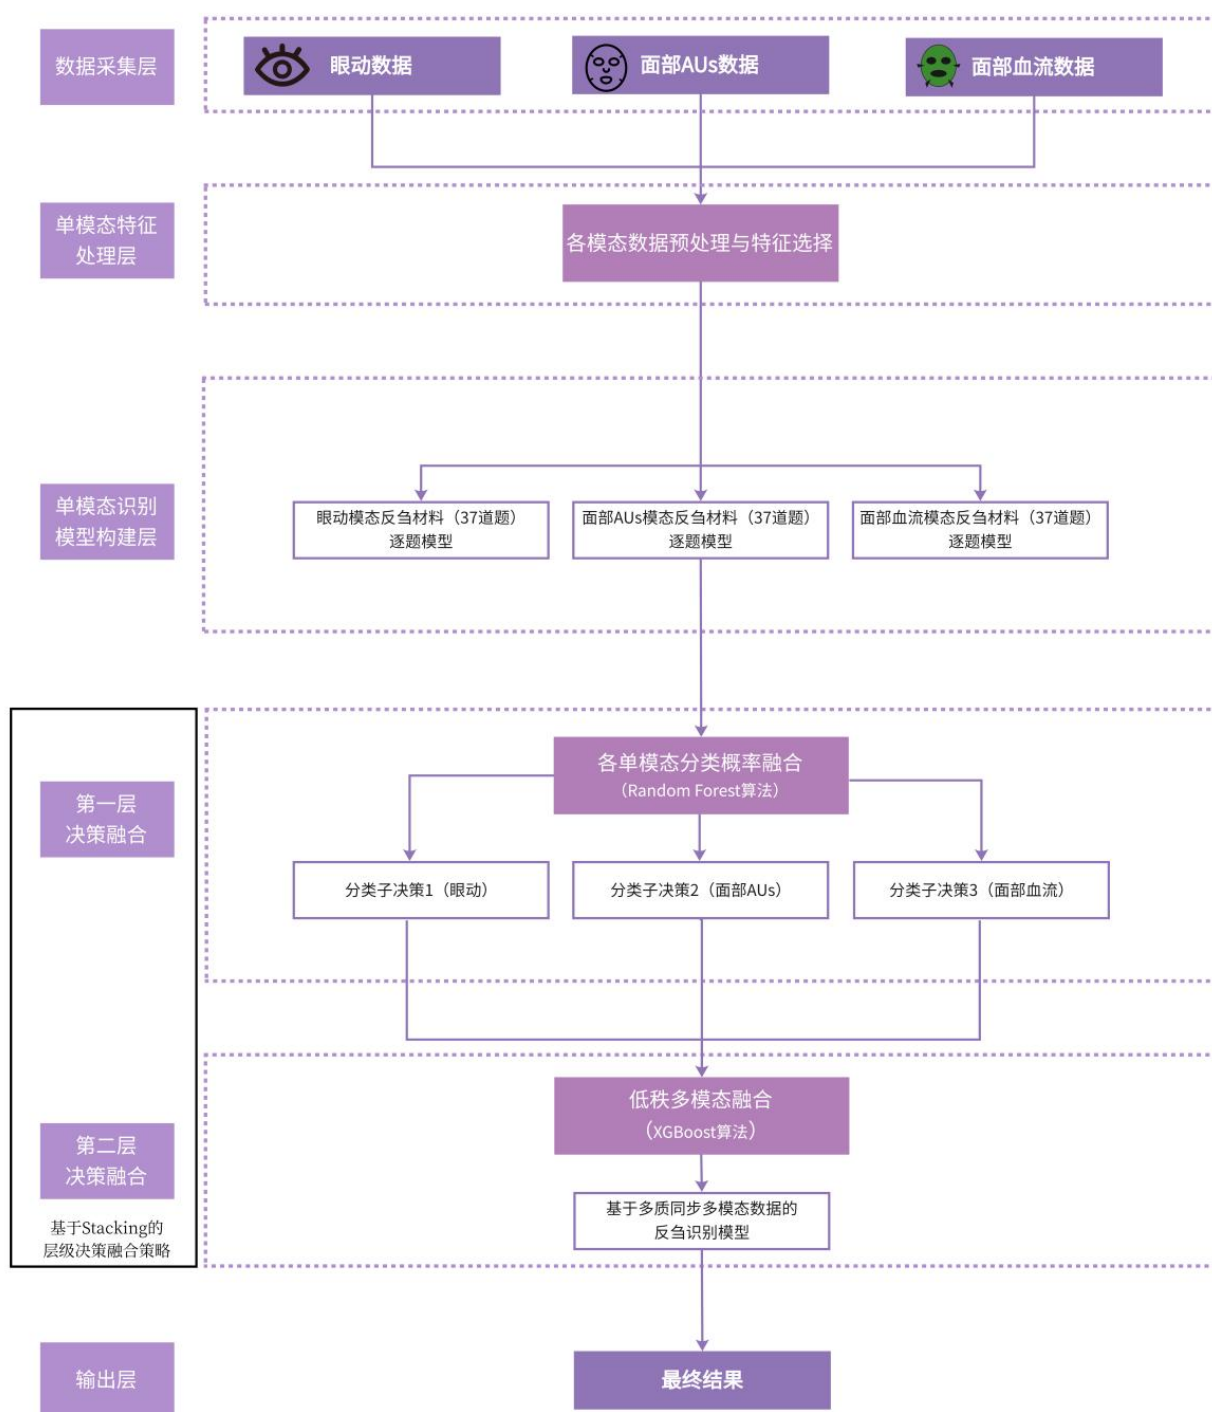 数据采集层
眼动数据
面部AUs数据
面部血流数据
单模态特征
处理层
各模态数据预处理与特征选择
单模态识别
模型构建层
眼动模态反刍材料（37道题）
逐题模型
面部AUs模态反刍材料（37道题）
逐题模型
面部血流模态反刍材料（37道题）
逐题模型
第一层
决策融合
各单模态分类概率融合
（Random Forest算法）
分类子决策1（眼动）
分类子决策2（面部AUs）
分类子决策3（面部血流）
第二层
决策融合
基于Stacking的
层级决策融合策略
低秩多模态融合
（XGBoost算法）
基于多质同步多模态数据的
反刍识别模型
输出层
最终结果